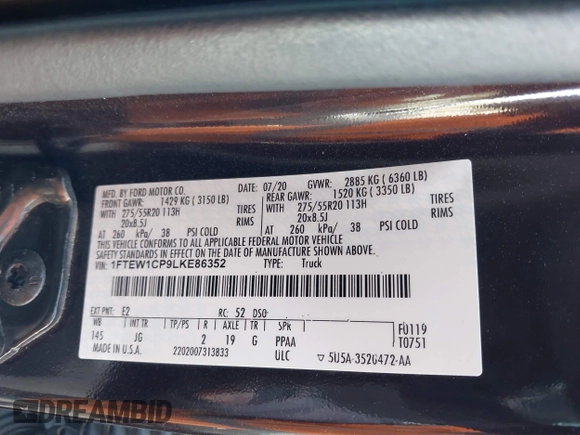 MFD. BY FORD MOTOR CO.
07/20 GVWR: 2885 KG ( 6360 LB)
FRONT GAWR: 1429 KG ( 3150 LB) REAR GAWR: 1520 KG ( 3350 LB)
WITH 275/55R20 113H TIRES WITH 275/55R20 113H TIRES
20x8.5J RIMS 20x8.5J RIMS
AT 260 kPa/ 38 PSI COLD AT 260 kPa/ 38 PSI COLD
THIS VEHICLE CONFORMS TO ALL APPLICABLE FEDERAL MOTOR VEHICLE
SAFETY STANDARDS IN EFFECT ON THE DATE OF MANUFACTURE SHOWN ABOVE.
VIN: 1FTEW1CP9LKE86352 TYPE: Truck
EXT PNT: E2 RC: 52 DSO:
WB INT TR TP/PS R AXLE TR SPK F0119
145 JG 2 19 G PPAA T0751
MADE IN U.S.A. 2202007313833 ULC
DREAMBID